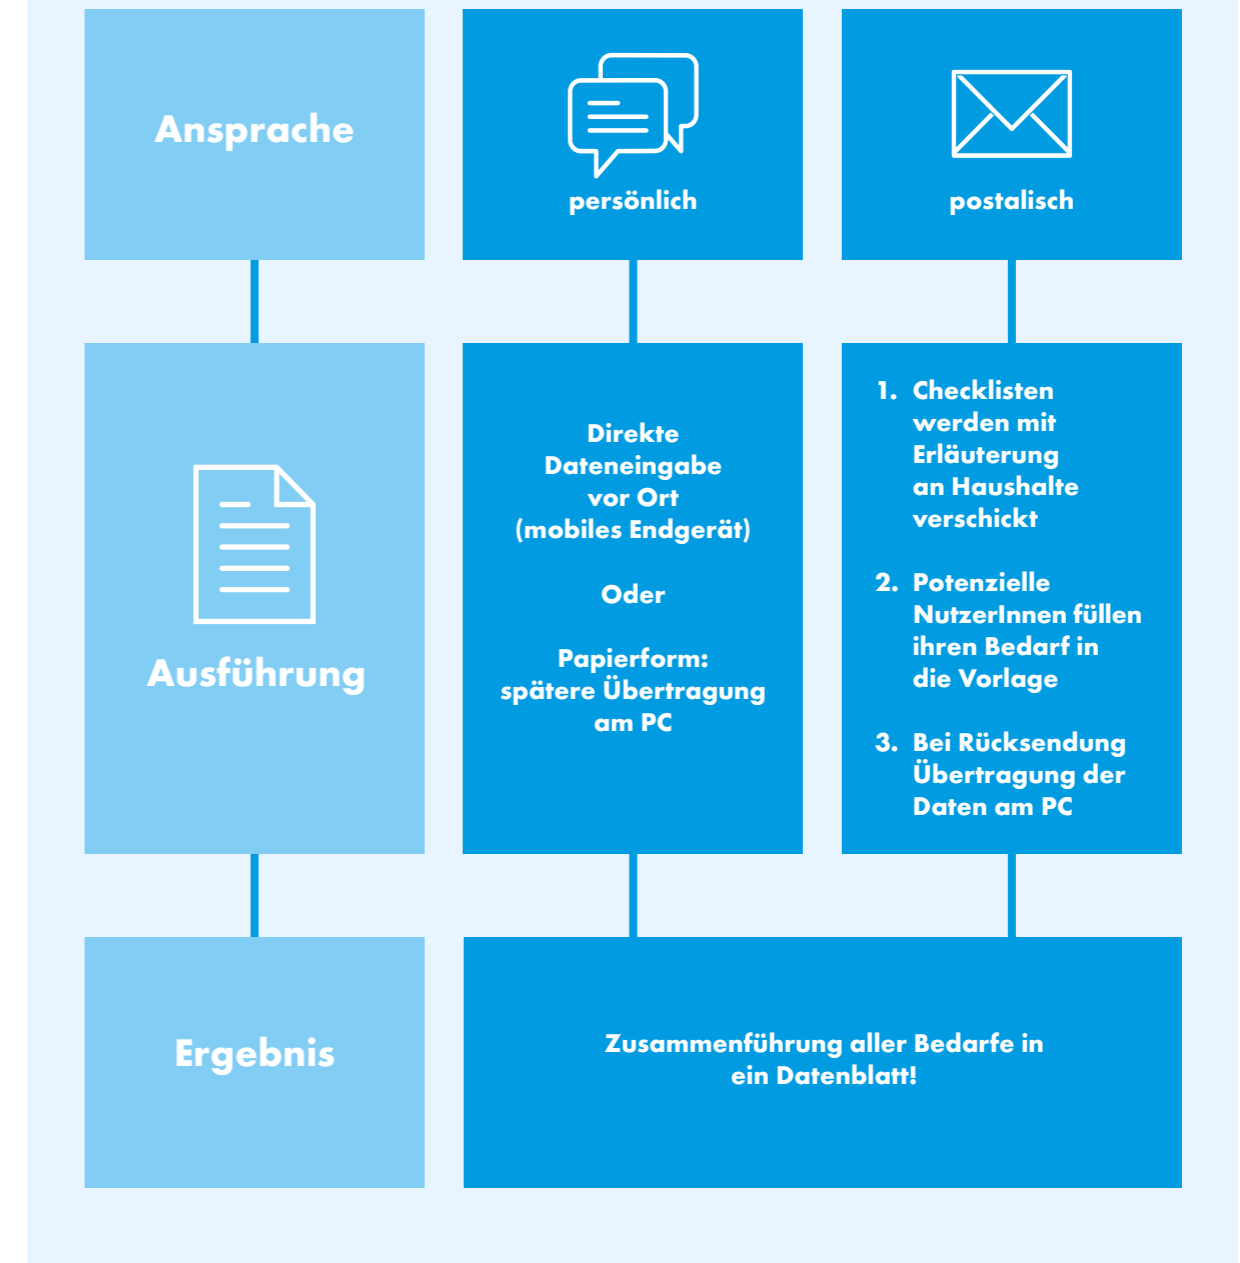 Ansprache
persönlich
postalisch
Ausführung
Direkte
Dateneingabe
vor Ort
(mobiles Endgerät)
Oder
Papierform:
spätere Übertragung
am PC
1. Checklisten
werden mit
Erläuterung
an Haushalte
verschickt
2. Potenzielle
NutzerInnen füllen
ihren Bedarf in
die Vorlage
3. Bei Rücksendung
Übertragung der
Daten am PC
Ergebnis
Zusammenführung aller Bedarfe in
ein Datenblatt!